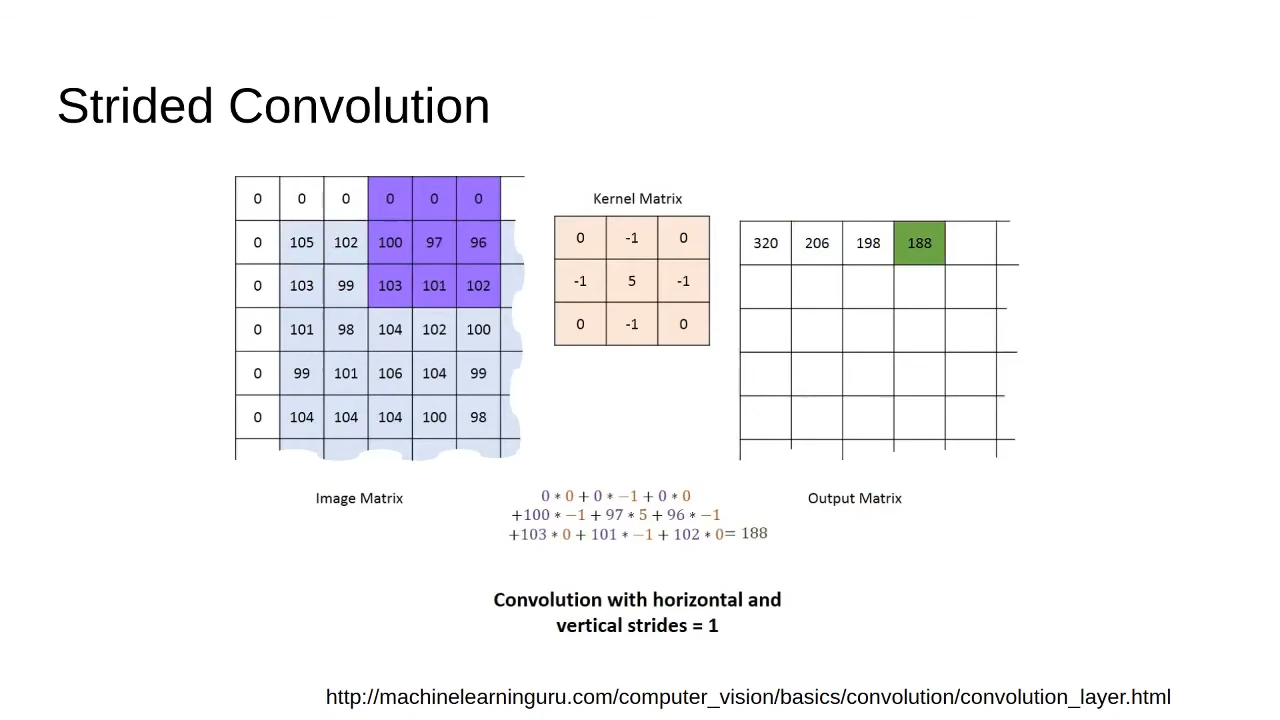 Strided Convolution
0 0 0 0 0 0
0 105 102 100 97 96
0 103 99 103 101 102
0 101 98 104 102 100
0 99 101 106 104 99
0 104 104 104 100 98
Image Matrix
Kernel Matrix
0 -1 0
-1 5 -1
0 -1 0
320 206 198 188
Output Matrix
0 * 0 + 0 * −1 + 0 * 0
+100 * −1 + 97 * 5 + 96 * −1
+103 * 0 + 101 * −1 + 102 * 0= 188
Convolution with horizontal and
vertical strides = 1
http://machinelearninguru.com/computer_vision/basics/convolution/convolution_layer.html